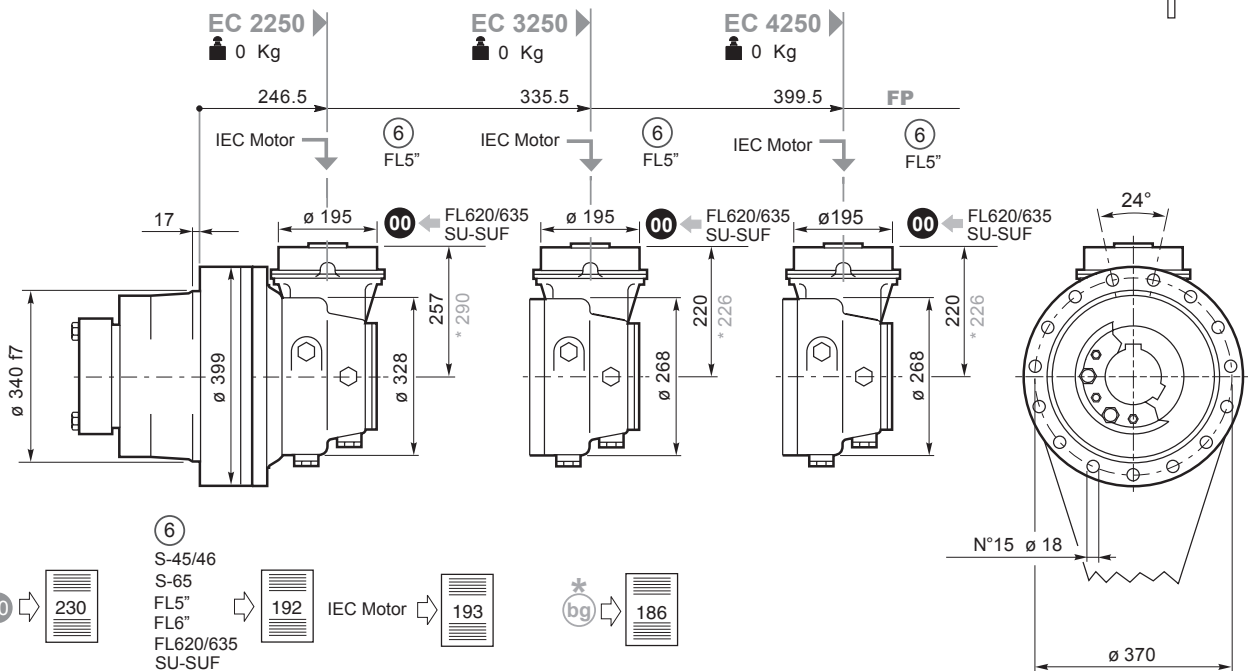 EC 2250 EC 3250 EC 4250
0 Kg 0 Kg 0 Kg
246.5 335.5 399.5 FP
IEC Motor 6 IEC Motor 6 IEC Motor 6
FL5" FL5" FL5"
17 ø 195 00 FL620/635 ø 195 00 FL620/635 ø195 00 FL620/635 24°
SU-SUF SU-SUF SU-SUF
ø 340 f7
ø 399
257
* 290
ø 328
220
* 226
ø 268
220
* 226
ø 268
N°15 ø 18
ø 370
230
6
S-45/46
S-65
FL5"
FL6"
FL620/635
SU-SUF
192
IEC Motor 193
*
bg 186